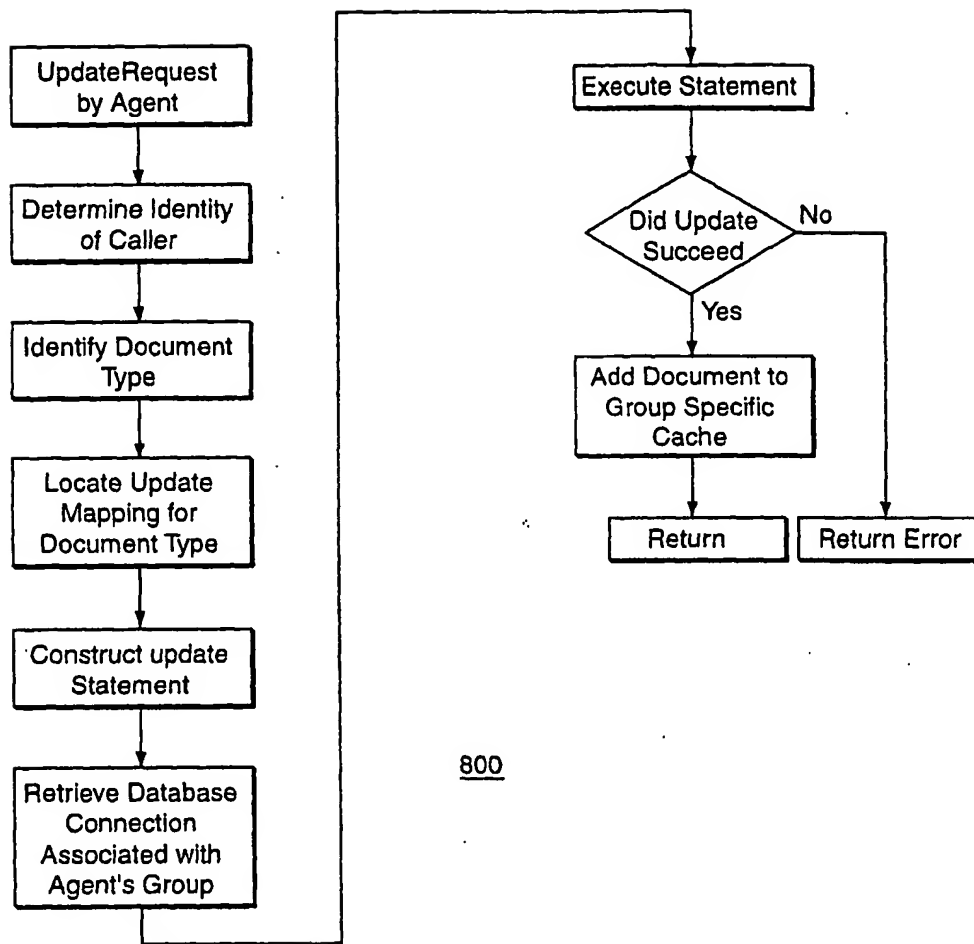 UpdateRequest
by Agent
Determine Identity
of Caller
Identify Document
Type
Locate Update
Mapping for
Document Type
Construct update
Statement
Retrieve Database
Connection
Associated with
Agent's Group
Execute Statement
Did Update
Succeed
No
Yes
Add Document to
Group Specific
Cache
Return
Return Error
800